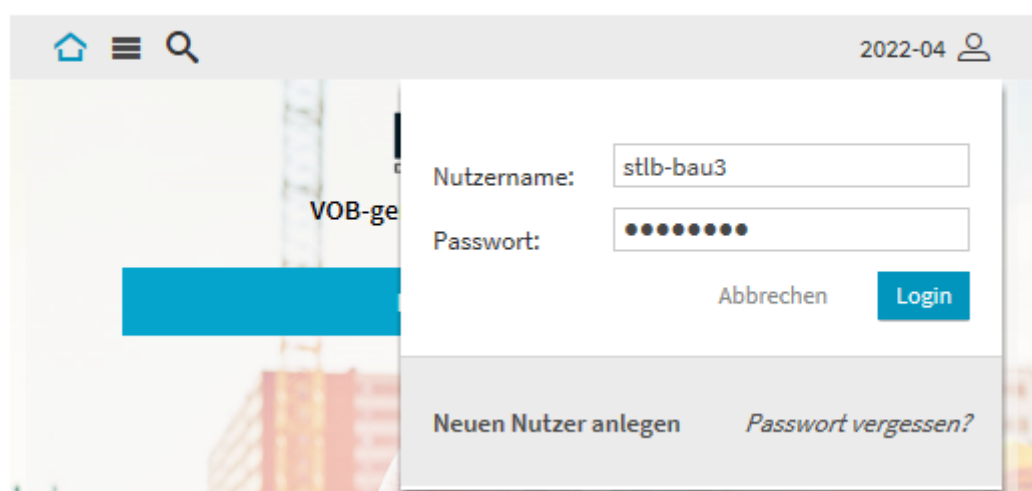 2022-04
Nutzername: stlb-bau3
VOB-ge
Passwort: ●●●●●●●●
Abbrechen Login
Neuen Nutzer anlegen Passwort vergessen?